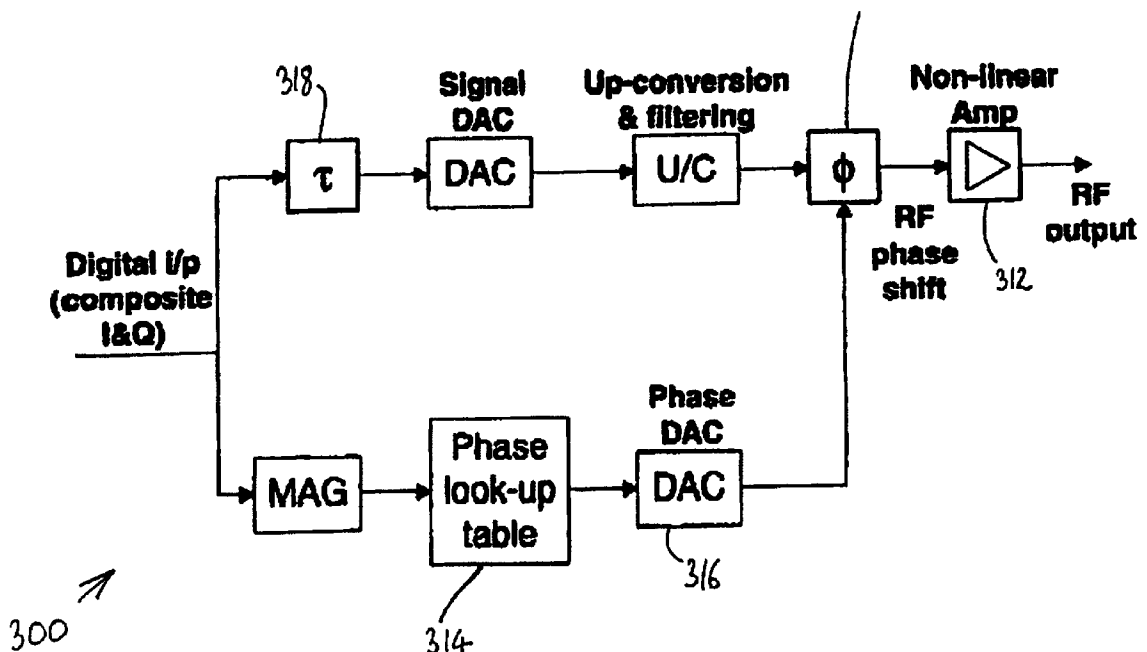 318
Signal
DAC
Up-conversion
& filtering
Non-linear
Amp
τ
DAC
U/C
ϕ
RF
output
RF
phase
shift
312
Digital i/p
(composite
I&Q)
Phase
DAC
MAG
Phase
look-up
table
DAC
316
314
300